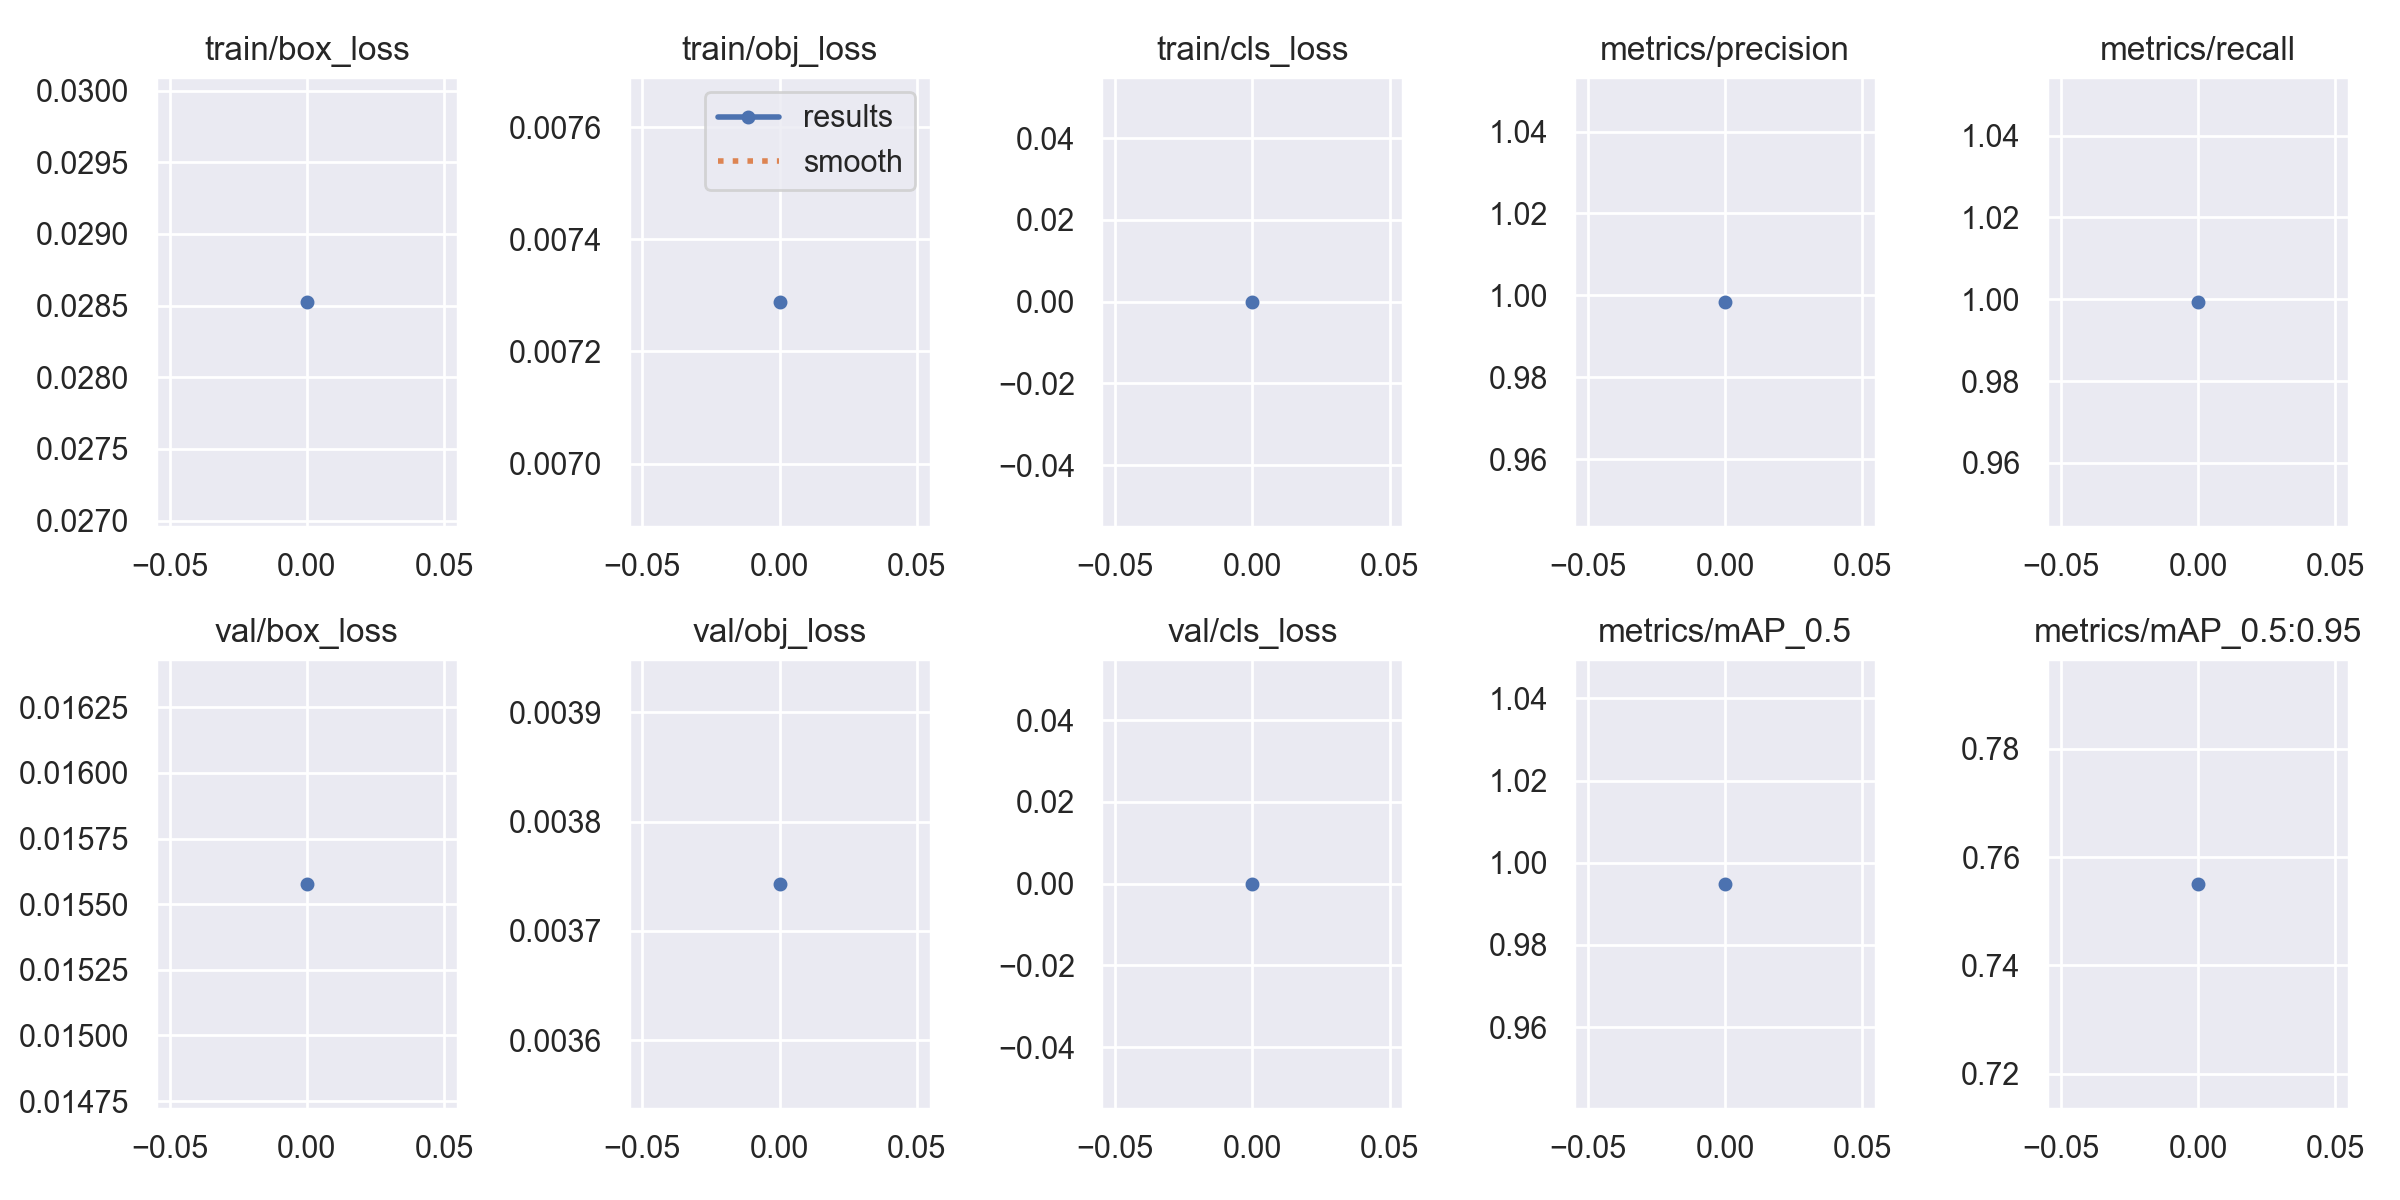 train/box_loss
0.0300
0.0295
0.0290
0.0285
0.0280
0.0275
0.0270
−0.05 0.00 0.05
train/obj_loss
results
smooth
0.0076
0.0074
0.0072
0.0070
−0.05 0.00 0.05
train/cls_loss
0.04
0.02
0.00
−0.02
−0.04
−0.05 0.00 0.05
metrics/precision
1.04
1.02
1.00
0.98
0.96
−0.05 0.00 0.05
metrics/recall
1.04
1.02
1.00
0.98
0.96
−0.05 0.00 0.05
val/box_loss
0.01625
0.01600
0.01575
0.01550
0.01525
0.01500
0.01475
−0.05 0.00 0.05
val/obj_loss
0.0039
0.0038
0.0037
0.0036
−0.05 0.00 0.05
val/cls_loss
0.04
0.02
0.00
−0.02
−0.04
−0.05 0.00 0.05
metrics/mAP_0.5
1.04
1.02
1.00
0.98
0.96
−0.05 0.00 0.05
metrics/mAP_0.5:0.95
0.78
0.76
0.74
0.72
−0.05 0.00 0.05